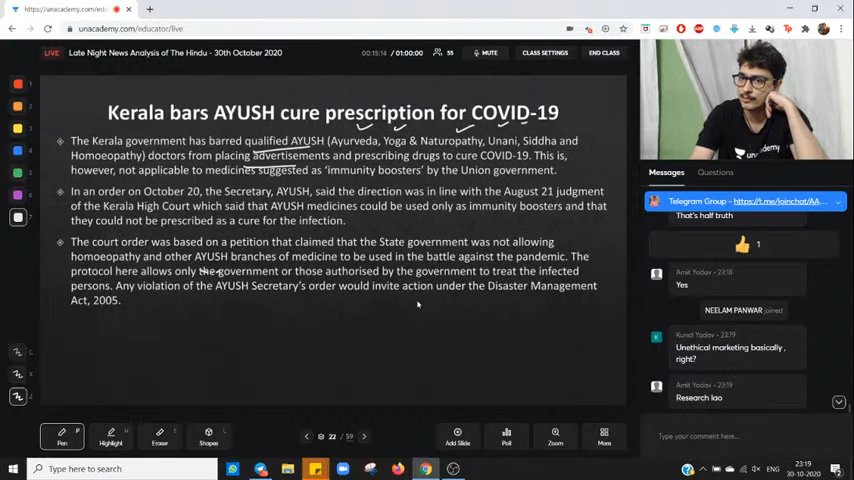 unacademy.com/educator/live
LIVE Late Night News Analysis of The Hindu - 30th October 2020
00:15:14 / 01:00:00
55
MUTE
CLASS SETTINGS
END CLASS
Kerala bars AYUSH cure prescription for COVID-19
The Kerala government has barred qualified AYUSH (Ayurveda, Yoga & Naturopathy, Unani, Siddha and
Homoeopathy) doctors from placing advertisements and prescribing drugs to cure COVID-19. This is,
however, not applicable to medicines suggested as ‘immunity boosters’ by the Union government.
In an order on October 20, the Secretary, AYUSH, said the direction was in line with the August 21 judgment
of the Kerala High Court which said that AYUSH medicines could be used only as immunity boosters and that
they could not be prescribed as a cure for the infection.
The court order was based on a petition that claimed that the State government was not allowing
homoeopathy and other AYUSH branches of medicine to be used in the battle against the pandemic. The
protocol here allows only the government or those authorised by the government to treat the infected
persons. Any violation of the AYUSH Secretary’s order would invite action under the Disaster Management
Act, 2005.
Messages
Questions
Telegram Group - https://t.me/joinchat/AA...
That's half truth
1
Amit Yadav 23:18
Yes
NEELAM PANWAR joined
K
Kunal Yadav 23:19
Unethical marketing basically ,
right?
Amit Yadav 23:19
Research lao
Type your comment here...
Pen
Highlight
Eraser
Shapes
22 / 59
Add Slide
Poll
Zoom
More
Type here to search
ENG
23:19
30-10-2020